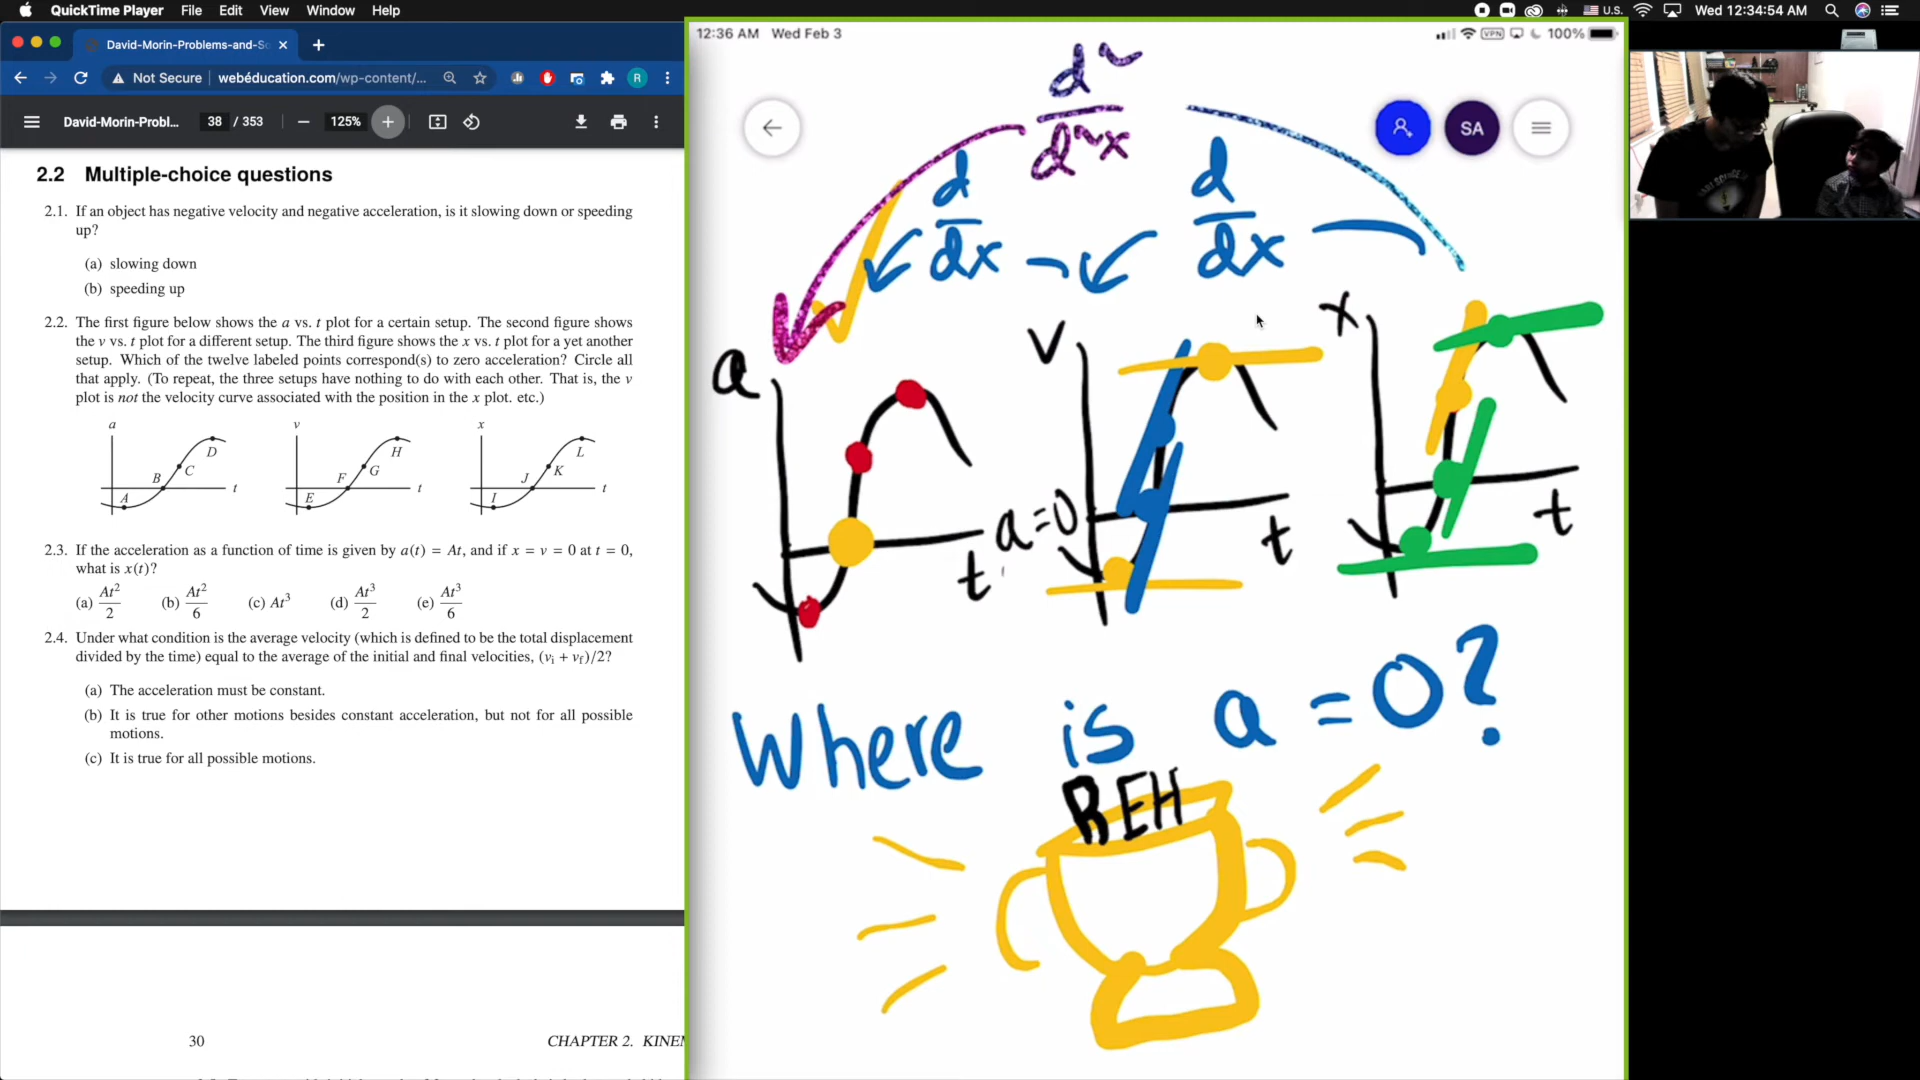 QuickTime Player File Edit View Window Help
U.S. Wed 12:34:54 AM
David-Morin-Problems-and-So
Not Secure webéducation.com/wp-content/...
R
David-Morin-Probl... 38 / 353 125%
2.2 Multiple-choice questions
2.1. If an object has negative velocity and negative acceleration, is it slowing down or speeding
up?
(a) slowing down
(b) speeding up
2.2. The first figure below shows the a vs. t plot for a certain setup. The second figure shows
the v vs. t plot for a different setup. The third figure shows the x vs. t plot for a yet another
setup. Which of the twelve labeled points correspond(s) to zero acceleration? Circle all
that apply. (To repeat, the three setups have nothing to do with each other. That is, the v
plot is not the velocity curve associated with the position in the x plot. etc.)
a v x
D H L
B C F G J K
A t E t I t
2.3. If the acceleration as a function of time is given by a(t) = At, and if x = v = 0 at t = 0,
what is x(t)?
(a) At²/2 (b) At²/6 (c) At³ (d) At³/2 (e) At³/6
2.4. Under what condition is the average velocity (which is defined to be the total displacement
divided by the time) equal to the average of the initial and final velocities, (vi + vf)/2?
(a) The acceleration must be constant.
(b) It is true for other motions besides constant acceleration, but not for all possible
motions.
(c) It is true for all possible motions.
30 CHAPTER 2. KINE
12:36 AM Wed Feb 3
VPN 100%
SA
d²
d²x
d d
dx dx
a v x
a=0
t t t
Where is a = 0?
BEH